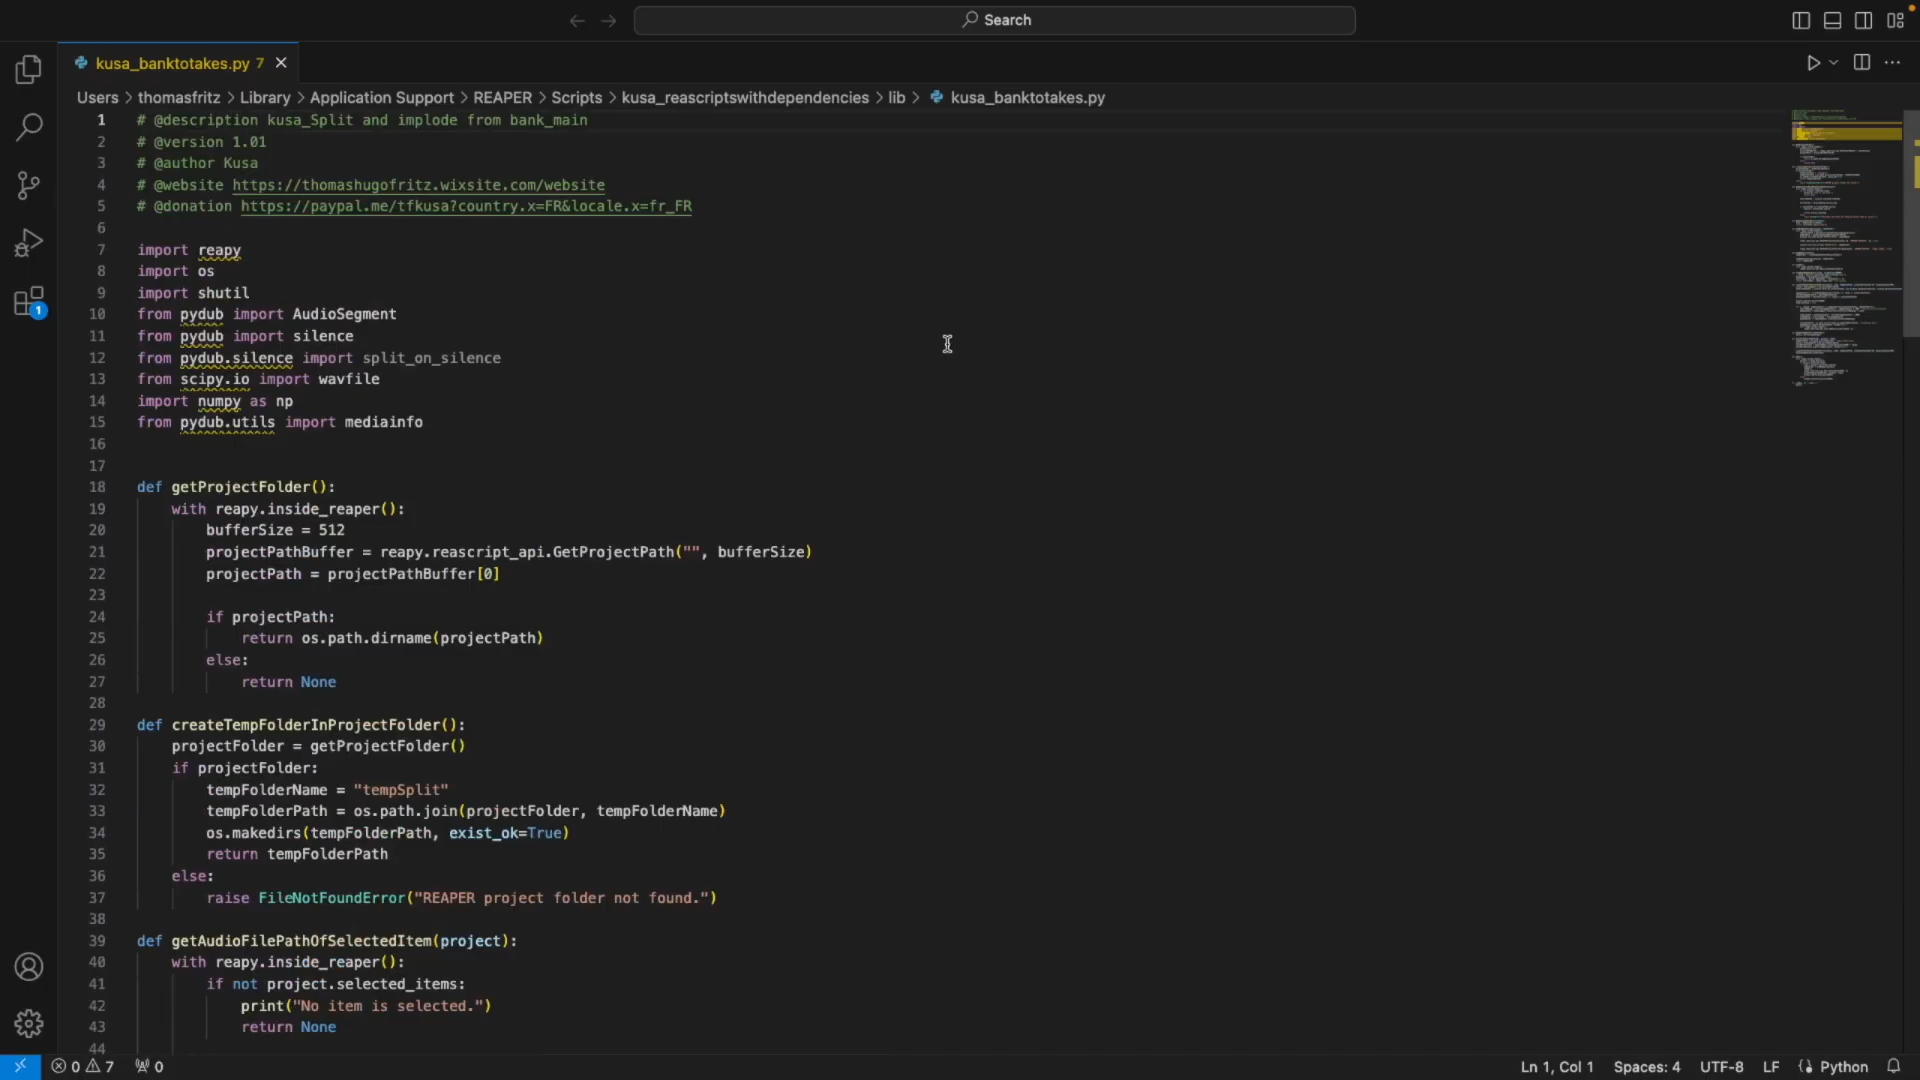 Search
kusa_banktotakes.py 7
Users > thomasfritz > Library > Application Support > REAPER > Scripts > kusa_reascriptswithdependencies > lib > kusa_banktotakes.py
1 # @description kusa_Split and implode from bank_main
2 # @version 1.01
3 # @author Kusa
4 # @website https://thomashugofritz.wixsite.com/website
5 # @donation https://paypal.me/tfkusa?country.x=FR&locale.x=fr_FR
6
7 import reapy
8 import os
9 import shutil
10 from pydub import AudioSegment
11 from pydub import silence
12 from pydub.silence import split_on_silence
13 from scipy.io import wavfile
14 import numpy as np
15 from pydub.utils import mediainfo
16
17
18 def getProjectFolder():
19     with reapy.inside_reaper():
20         bufferSize = 512
21         projectPathBuffer = reapy.reascript_api.GetProjectPath("", bufferSize)
22         projectPath = projectPathBuffer[0]
23
24         if projectPath:
25             return os.path.dirname(projectPath)
26         else:
27             return None
28
29 def createTempFolderInProjectFolder():
30     projectFolder = getProjectFolder()
31     if projectFolder:
32         tempFolderName = "tempSplit"
33         tempFolderPath = os.path.join(projectFolder, tempFolderName)
34         os.makedirs(tempFolderPath, exist_ok=True)
35         return tempFolderPath
36     else:
37         raise FileNotFoundError("REAPER project folder not found.")
38
39 def getAudioFilePathOfSelectedItem(project):
40     with reapy.inside_reaper():
41         if not project.selected_items:
42             print("No item is selected.")
43             return None
44
1
0 7 0 Ln 1, Col 1 Spaces: 4 UTF-8 LF Python